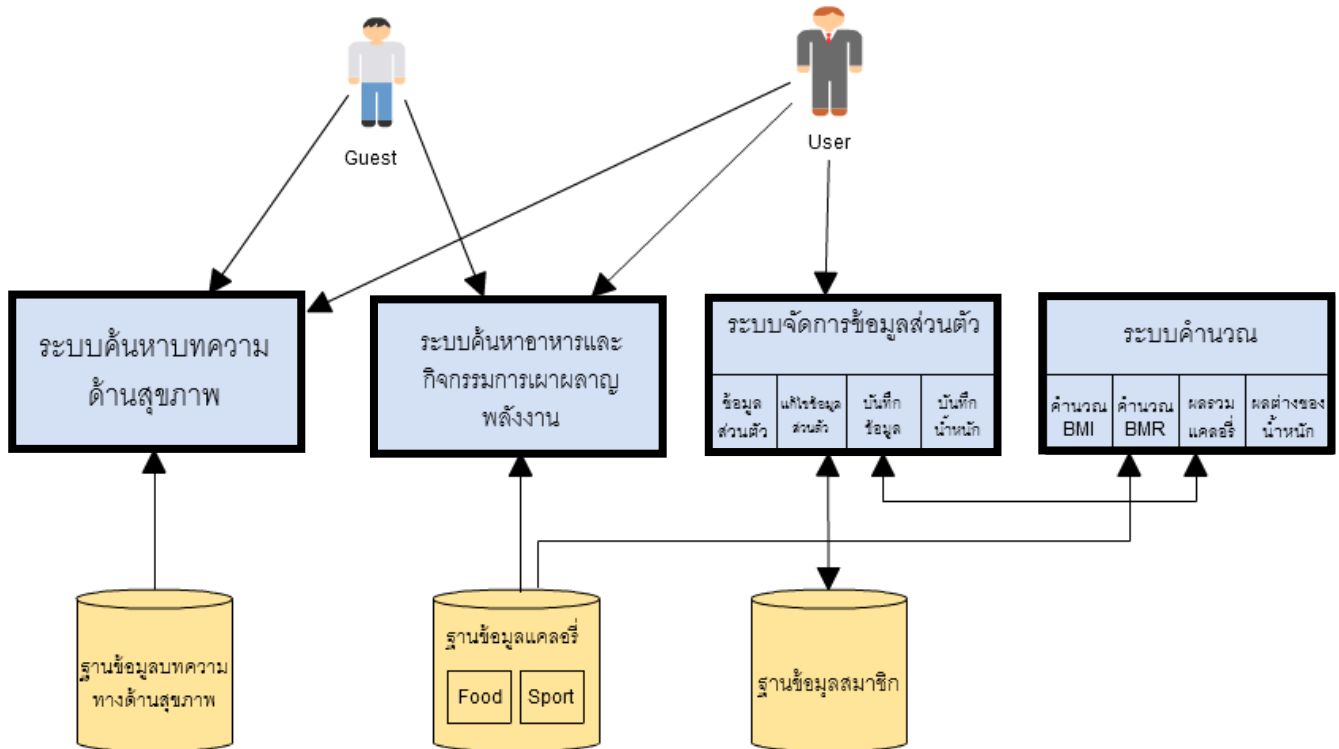 Guest
User
ระบบค้นหาบทความ
ด้านสุขภาพ
ระบบค้นหาอาหารและ
กิจกรรมการเผาผลาญ
พลังงาน
ระบบจัดการข้อมูลส่วนตัว
ข้อมูล
ส่วนตัว
แก้ไขข้อมูล
ส่วนตัว
บันทึก
ข้อมูล
บันทึก
น้ำหนัก
ระบบคำนวณ
คำนวณ
BMI
คำนวณ
BMR
ผลรวม
แคลอรี่
ผลต่างของ
น้ำหนัก
ฐานข้อมูลบทความ
ทางด้านสุขภาพ
ฐานข้อมูลแคลอรี่
Food
Sport
ฐานข้อมูลสมาชิก